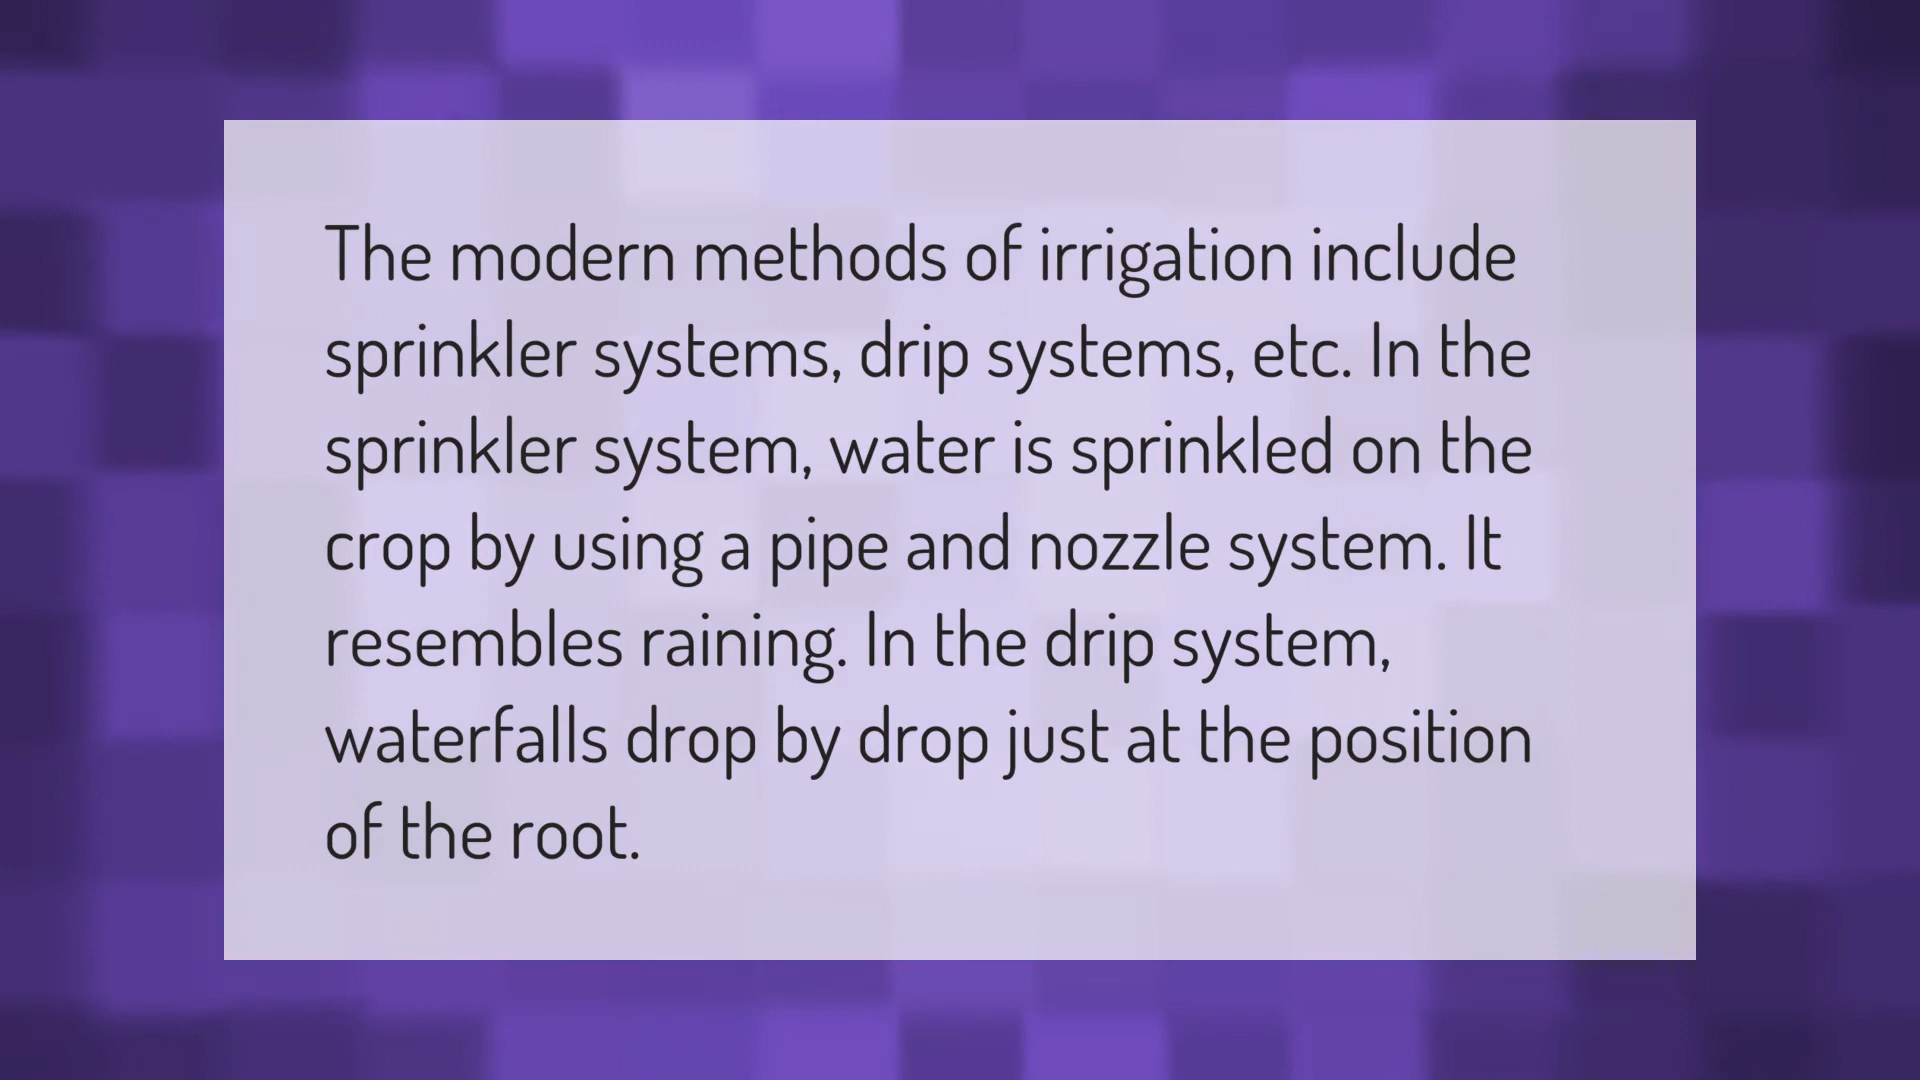 The modern methods of irrigation include
sprinkler systems, drip systems, etc. In the
sprinkler system, water is sprinkled on the
crop by using a pipe and nozzle system. It
resembles raining. In the drip system,
waterfalls drop by drop just at the position
of the root.